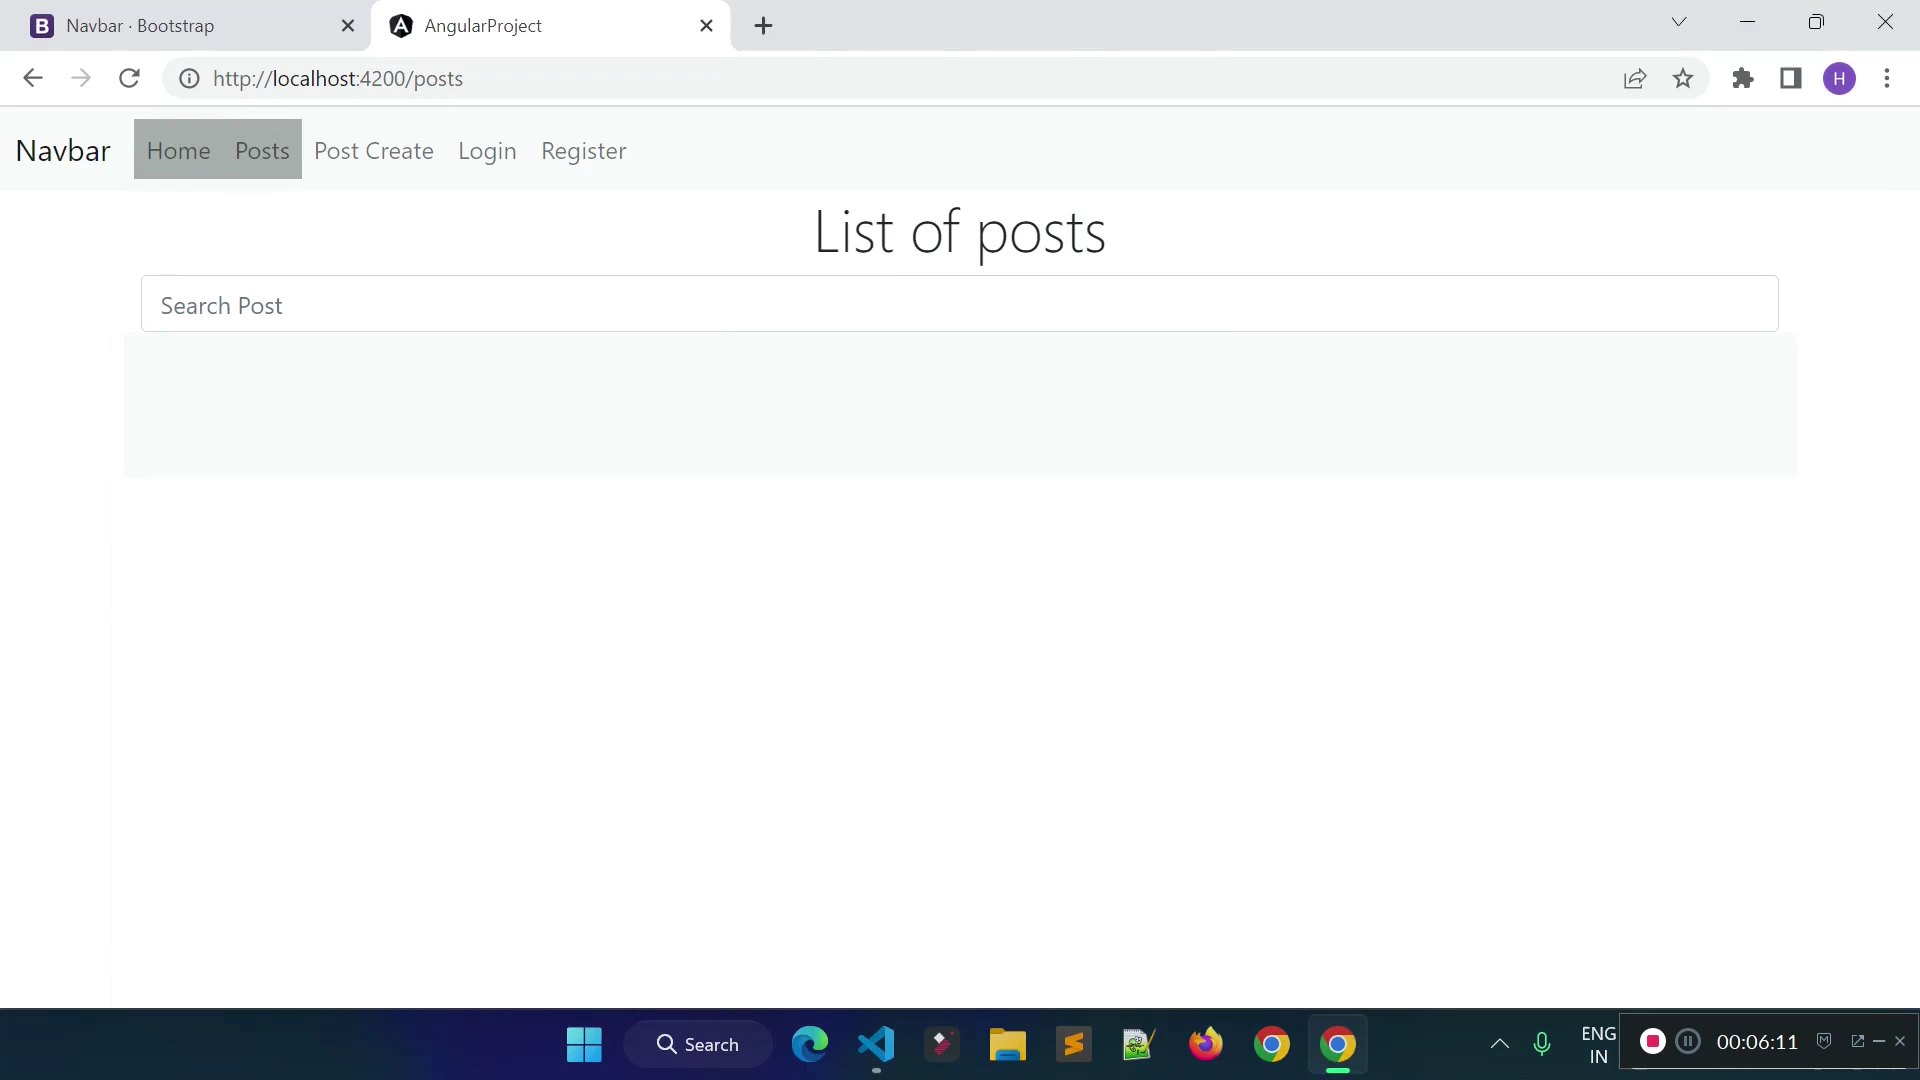 Navbar · Bootstrap
AngularProject
http://localhost:4200/posts
H
Navbar Home Posts Post Create Login Register
List of posts
Search Post
Search
ENG
IN
00:06:11